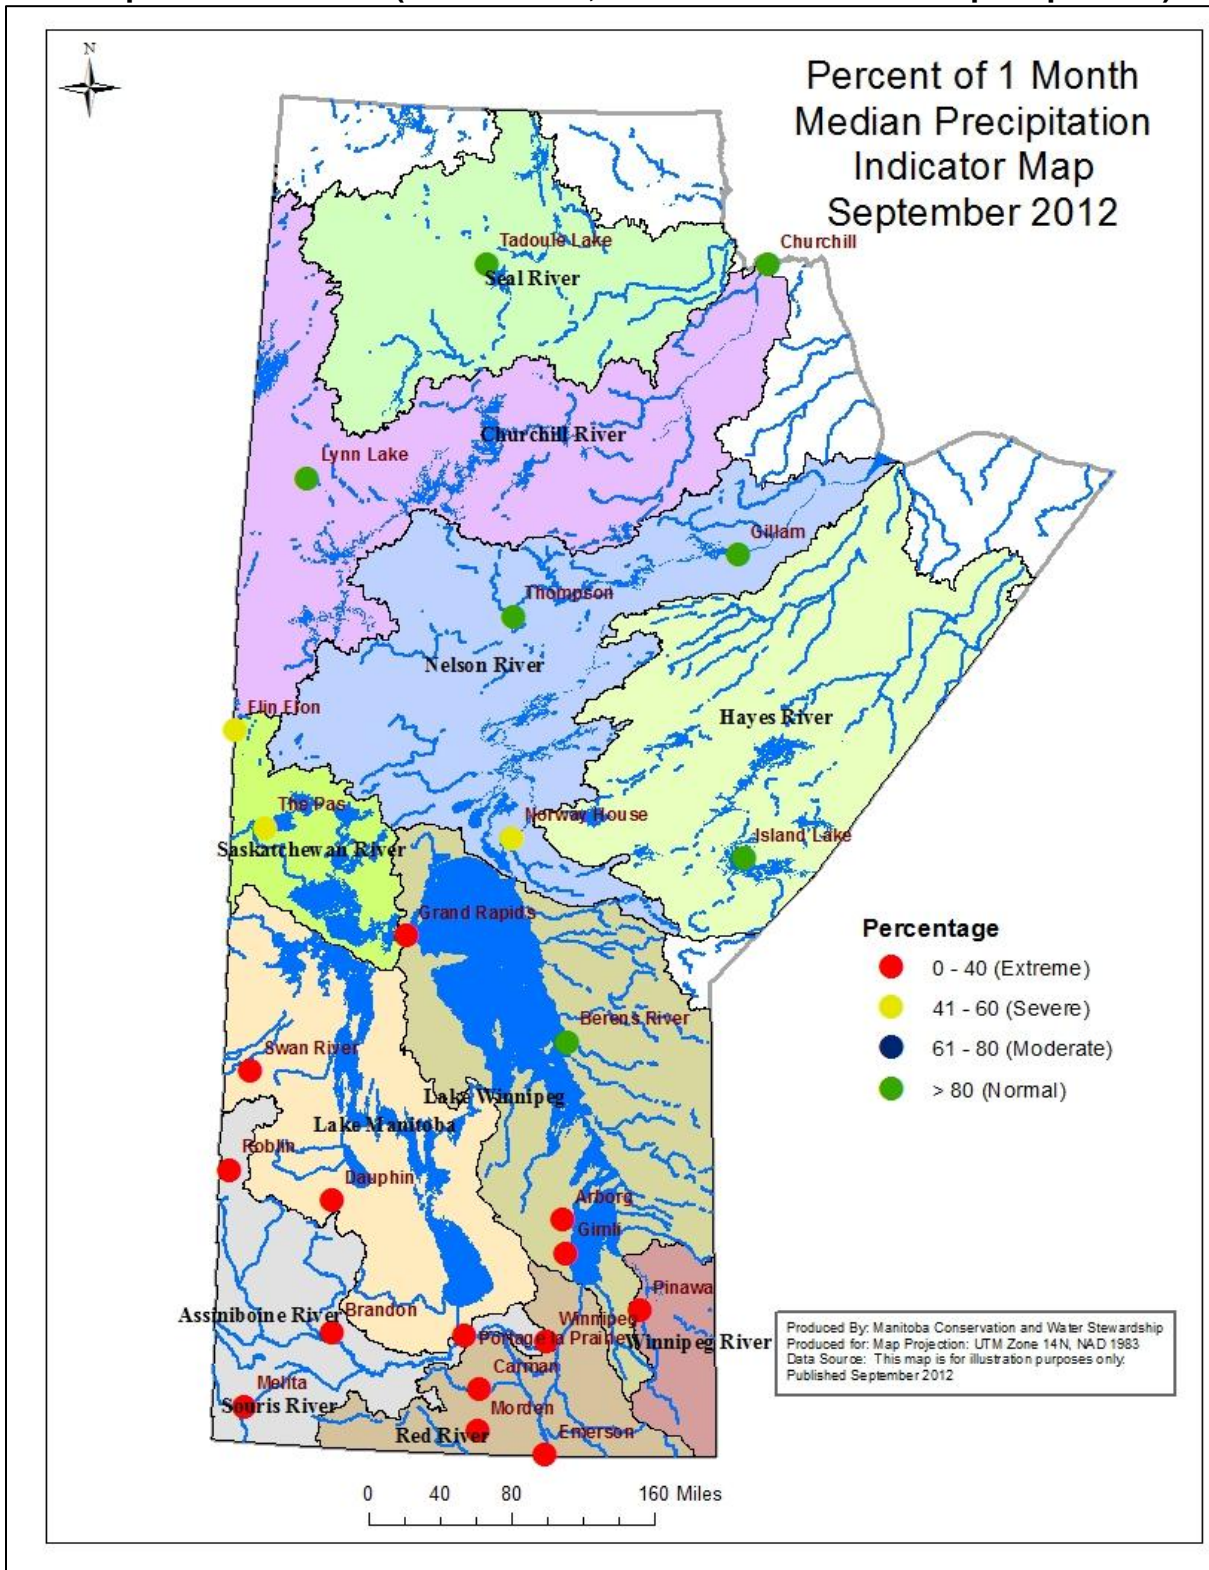 N
Percent of 1 Month
Median Precipitation
Indicator Map
September 2012
Tadoule Lake
Seal River
Churchill
Churchill River
Lynn Lake
Gillam
Thompson
Nelson River
Hayes River
Flin Flon
The Pas
Saskatchewan River
Norway House
Island Lake
Grand Rapids
Percentage
0 - 40 (Extreme)
41 - 60 (Severe)
61 - 80 (Moderate)
> 80 (Normal)
Berens River
Swan River
Lake Winnipeg
Lake Manitoba
Roblin
Dauphin
Arborg
Gimli
Pinawa
Assiniboine River
Brandon
Winnipeg
Portage la Prairie
Winnipeg River
Carman
Melita
Souris River
Morden
Red River
Emerson
Produced By: Manitoba Conservation and Water Stewardship
Produced for: Map Projection: UTM Zone 14N, NAD 1983
Data Source: This map is for illustration purposes only.
Published September 2012
0 40 80 160 Miles